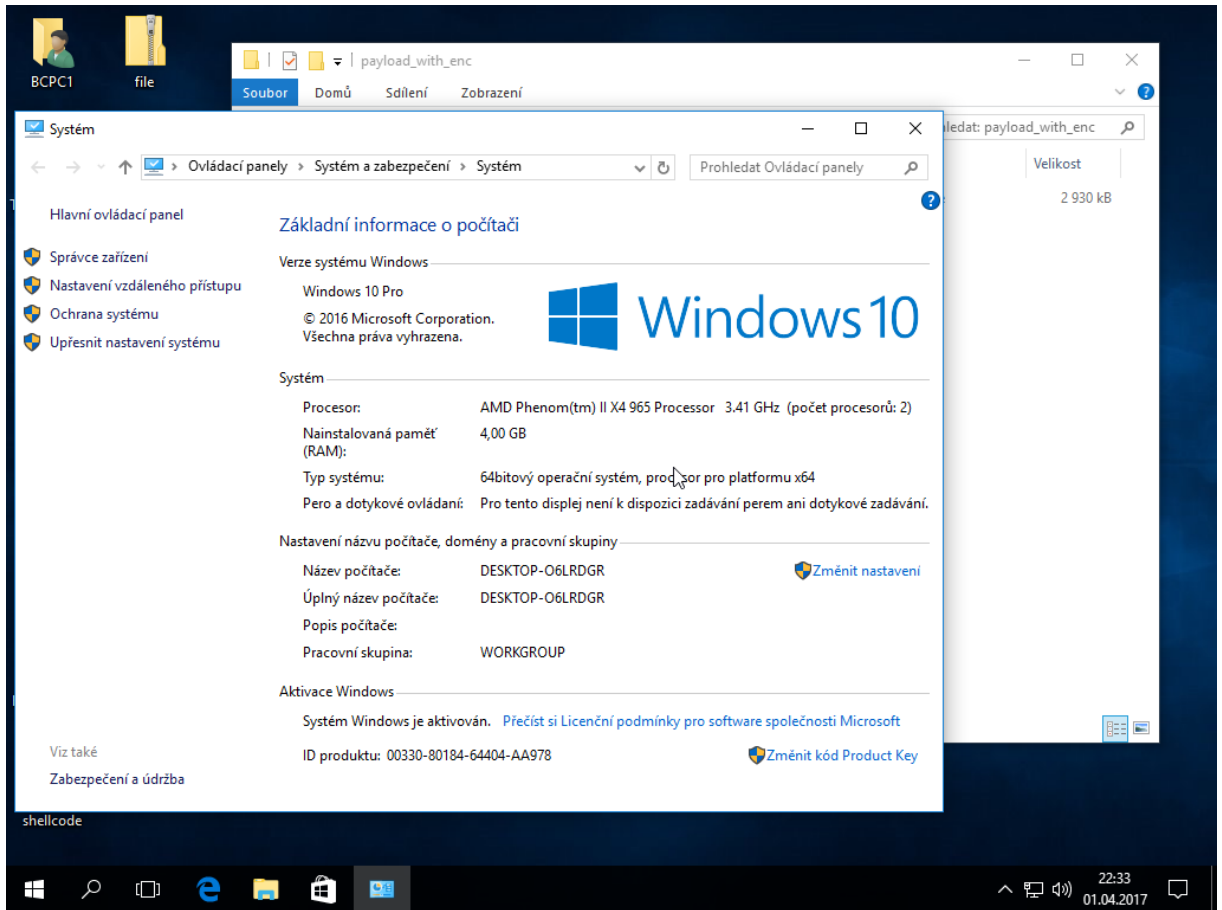 BCPC1
file
payload_with_enc
Soubor Domů Sdílení Zobrazení
ledat: payload_with_enc
Velikost
2 930 kB
Systém
Ovládací panely > Systém a zabezpečení > Systém
Prohledat Ovládací panely
Hlavní ovládací panel
Správce zařízení
Nastavení vzdáleného přístupu
Ochrana systému
Upřesnit nastavení systému
Viz také
Zabezpečení a údržba
Základní informace o počítači
Verze systému Windows
Windows 10 Pro
© 2016 Microsoft Corporation.
Všechna práva vyhrazena.
Windows 10
Systém
Procesor: AMD Phenom(tm) II X4 965 Processor 3.41 GHz (počet procesorů: 2)
Nainstalovaná paměť 4,00 GB
(RAM):
Typ systému: 64bitový operační systém, procesor pro platformu x64
Pero a dotykové ovládání: Pro tento displej není k dispozici zadávání perem ani dotykové zadávání.
Nastavení názvu počítače, domény a pracovní skupiny
Název počítače: DESKTOP-O6LRDGR
Změnit nastavení
Úplný název počítače: DESKTOP-O6LRDGR
Popis počítače:
Pracovní skupina: WORKGROUP
Aktivace Windows
Systém Windows je aktivován. Přečíst si Licenční podmínky pro software společnosti Microsoft
ID produktu: 00330-80184-64404-AA978
Změnit kód Product Key
shellcode
22:33
01.04.2017